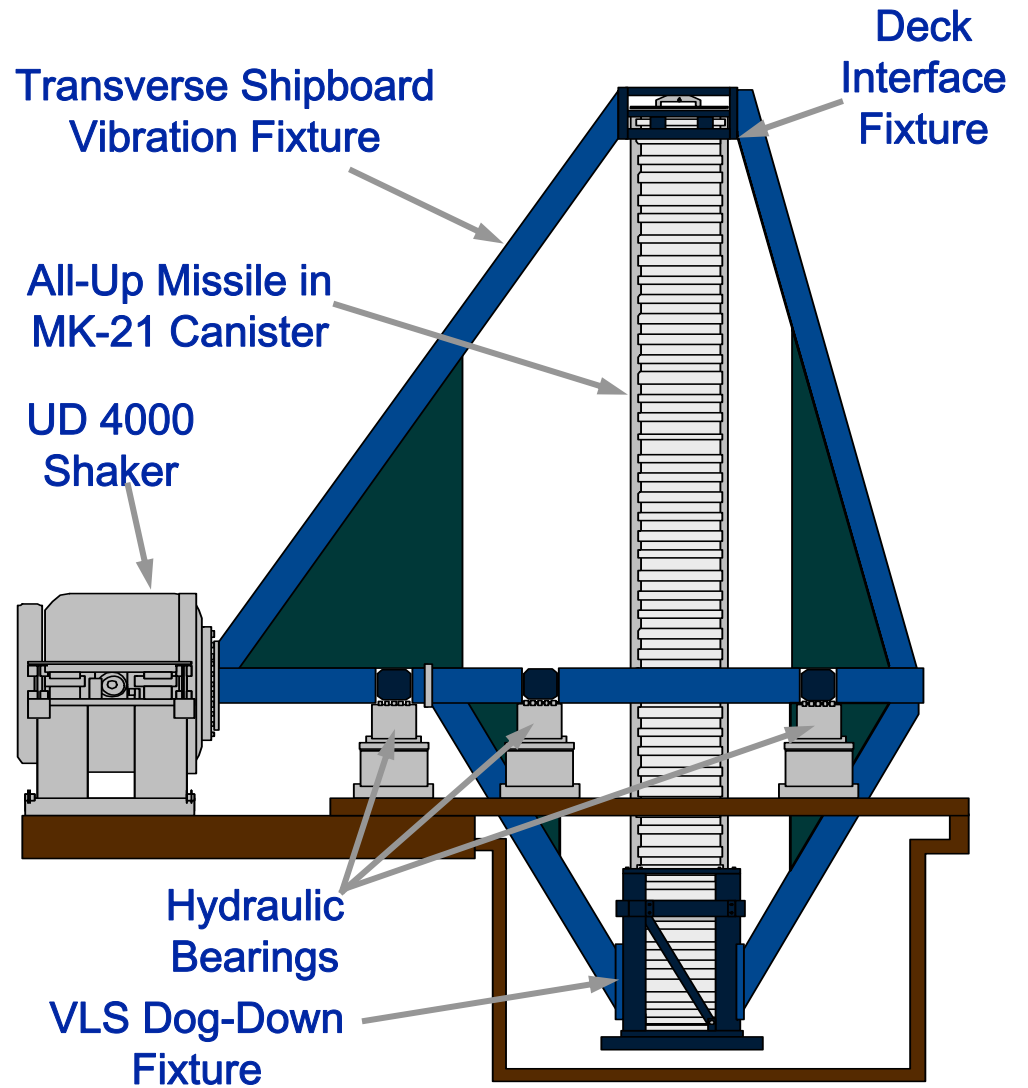 Deck
Interface
Fixture
Transverse Shipboard
Vibration Fixture
All-Up Missile in
MK-21 Canister
UD 4000
Shaker
Hydraulic
Bearings
VLS Dog-Down
Fixture